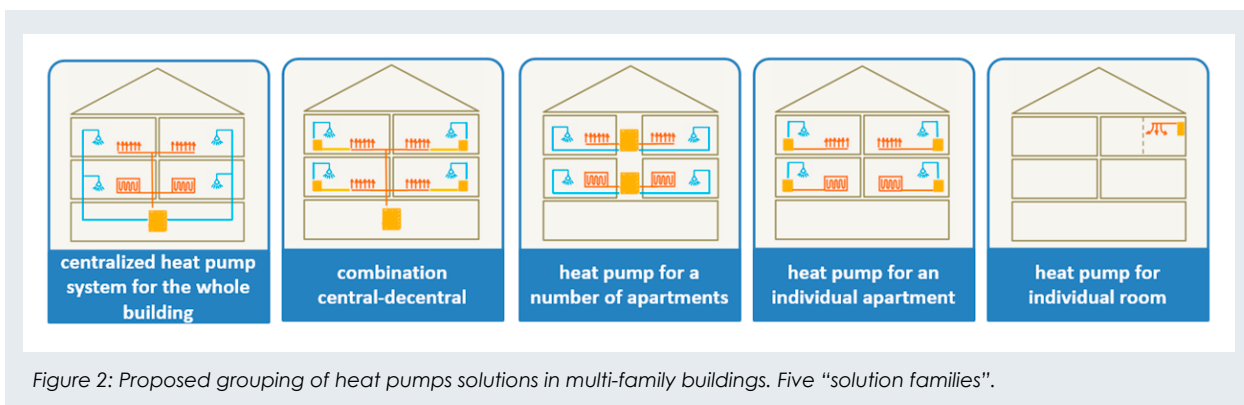 centralized heat pump
system for the whole
building
combination
central-decentral
heat pump for a
number of apartments
heat pump for an
individual apartment
heat pump for
individual room
Figure 2: Proposed grouping of heat pumps solutions in multi-family buildings. Five “solution families”.